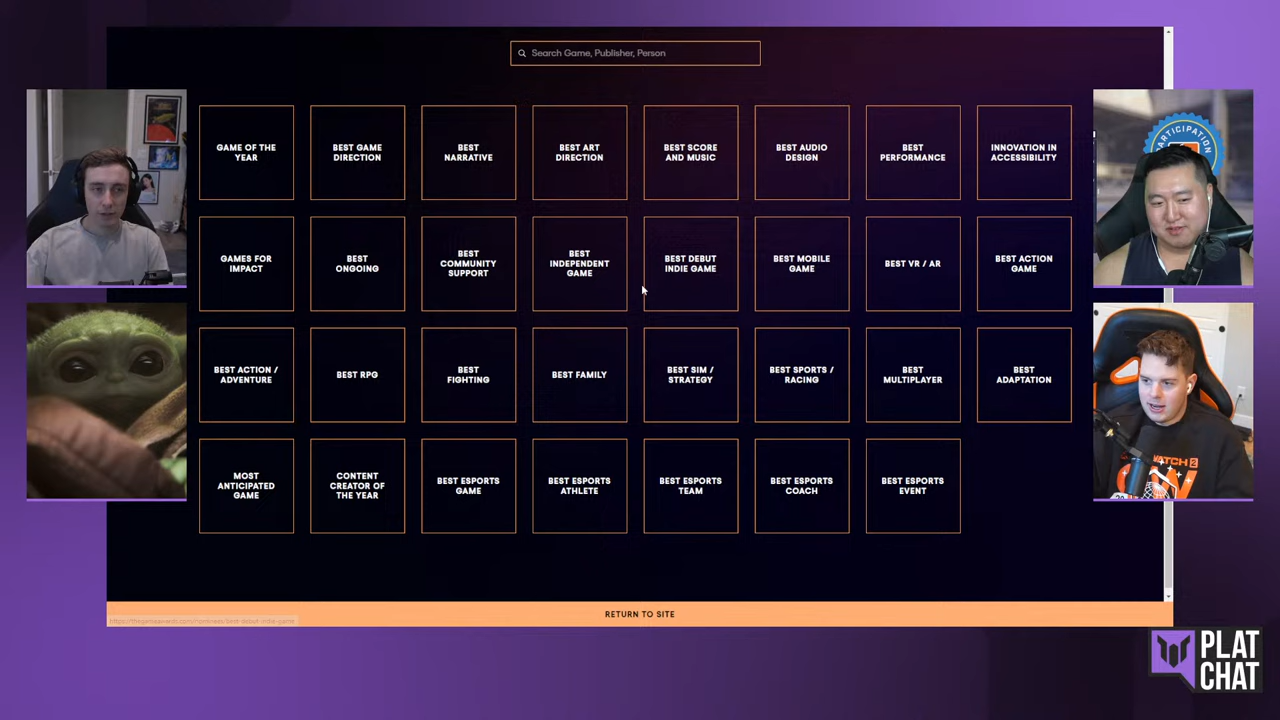 Search Game, Publisher, Person
GAME OF THE
YEAR
BEST GAME
DIRECTION
BEST
NARRATIVE
BEST ART
DIRECTION
BEST SCORE
AND MUSIC
BEST AUDIO
DESIGN
BEST
PERFORMANCE
INNOVATION IN
ACCESSIBILITY
GAMES FOR
IMPACT
BEST
ONGOING
BEST
COMMUNITY
SUPPORT
BEST
INDEPENDENT
GAME
BEST DEBUT
INDIE GAME
BEST MOBILE
GAME
BEST VR / AR
BEST ACTION
GAME
BEST ACTION /
ADVENTURE
BEST RPG
BEST
FIGHTING
BEST FAMILY
BEST SIM /
STRATEGY
BEST SPORTS /
RACING
BEST
MULTIPLAYER
BEST
ADAPTATION
MOST
ANTICIPATED
GAME
CONTENT
CREATOR OF
THE YEAR
BEST ESPORTS
GAME
BEST ESPORTS
ATHLETE
BEST ESPORTS
TEAM
BEST ESPORTS
COACH
BEST ESPORTS
EVENT
RETURN TO SITE
PLAT
CHAT